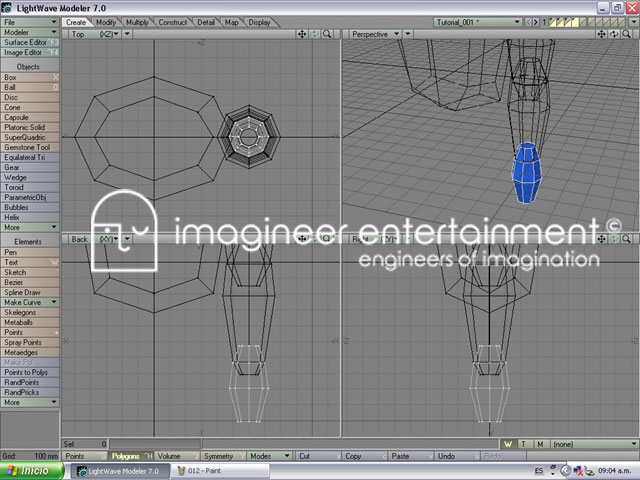 LightWave Modeler 7.0
File
Create Modify Multiply Construct Detail Map Display
Tutorial_001 *
1
Modeler
Top (XZ)
Perspective
Surface Editor
Image Editor
Objects
Box
Ball
Disc
Cone
Capsule
Platonic Solid
SuperQuadric
Gemstone Tool
Equilateral Tri
Gear
Wedge
Toroid
ParametricObj
Bubbles
Helix
More
imagineer entertainment©
engineers of imagination
Back (XY)
Right
Elements
Pen
Text
Sketch
Bezier
Spline Draw
Make Curve
Skelegons
Metaballs
Points
Spray Points
Metaedges
Make Pol
Points to Polys
RandPoints
RandPricks
More
Sel: 0
W T M (none)
Grid: 100 mm
Points Polygons Volume Symmetry Modes Cut Copy Paste Undo Redo
Inicio
LightWave Modeler 7.0
012 - Paint
ES
09:04 a.m.